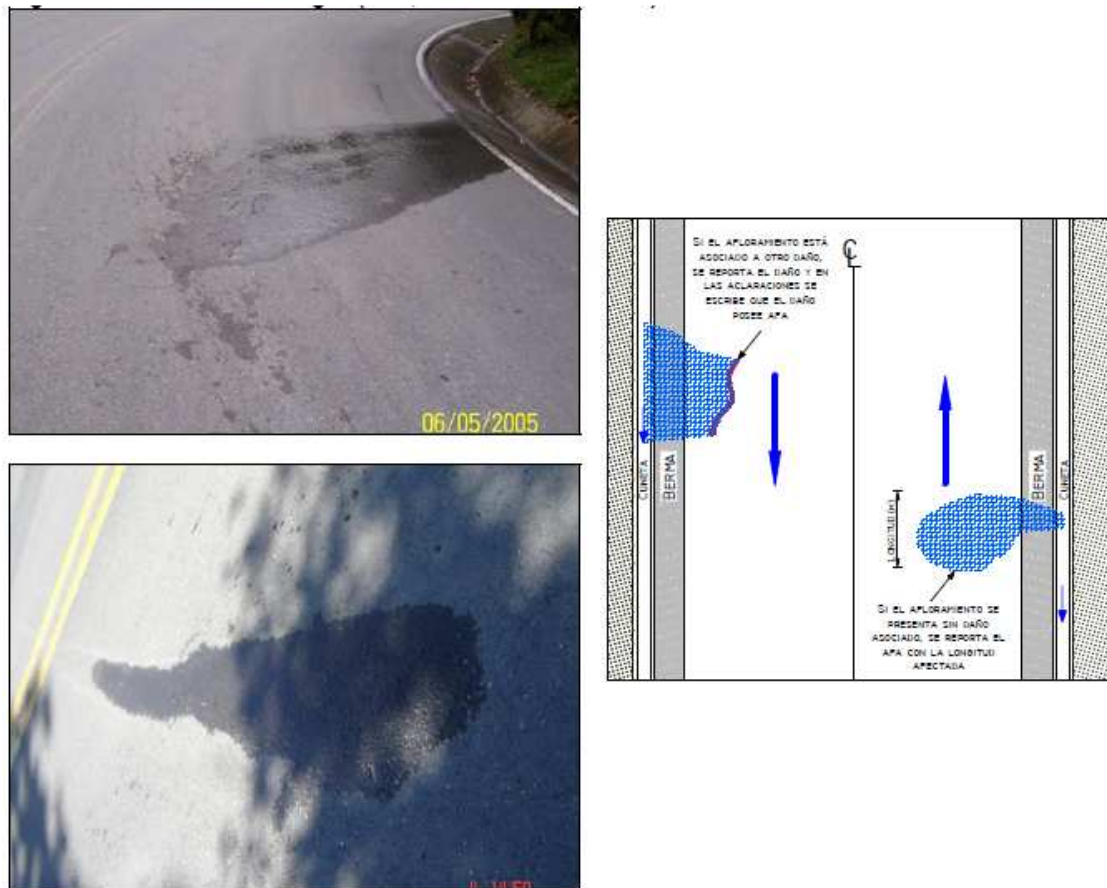 06/05/2005
SI EL AFLORAMIENTO ESTÁ
ASOCIADO A OTRO DAÑO,
SE REPORTA EL DAÑO Y EN
LAS ACLARACIONES SE
ESCRIBE QUE EL DAÑO
POSEE AFA
CL
CUNETA
BERMA
BERMA
CUNETA
LONGITUD (m)
SI EL AFLORAMIENTO SE
PRESENTA SIN DAÑO
ASOCIADO, SE REPORTA EL
AFA CON LA LONGITUD
AFECTADA